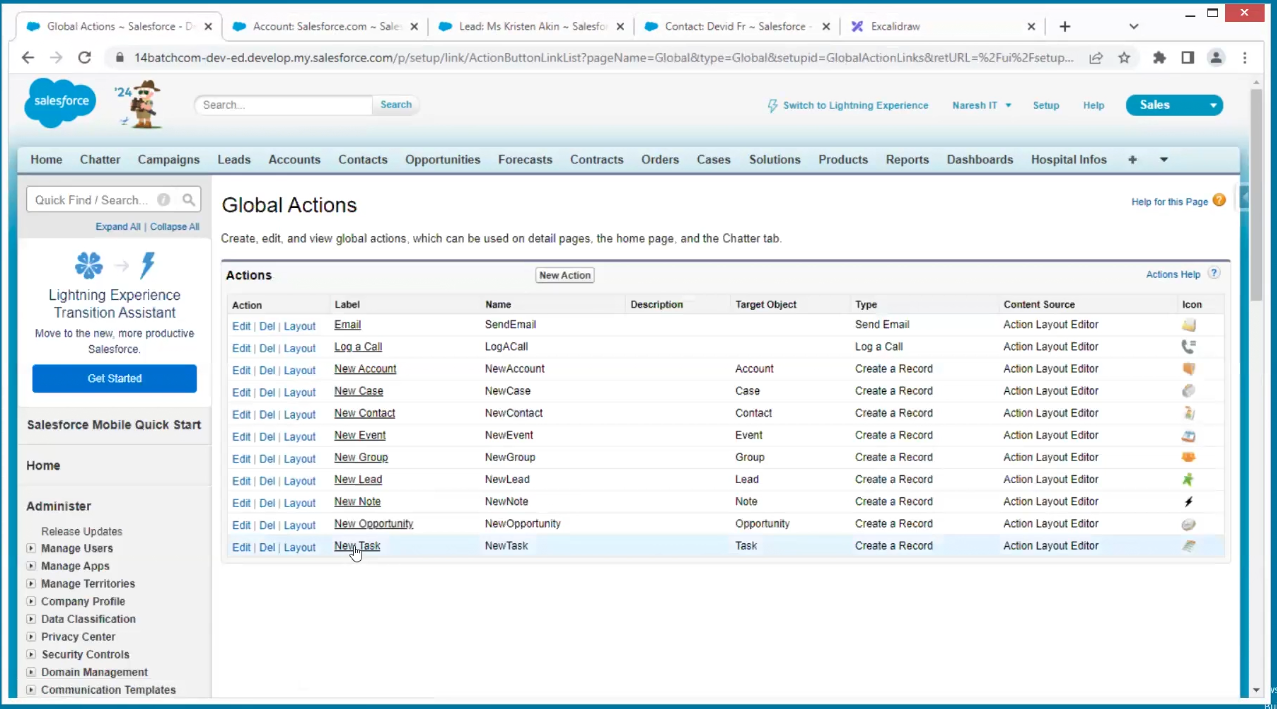 Global Actions ~ Salesforce - De
Account: Salesforce.com ~ Sales
Lead: Ms Kristen Akin ~ Salesfor
Contact: Devid Fr ~ Salesforce -
Excalidraw
14batchcom-dev-ed.develop.my.salesforce.com/p/setup/link/ActionButtonLinkList?pageName=Global&type=Global&setupid=GlobalActionLinks&retURL=%2Fui%2Fsetup...
salesforce
'24
Search...
Search
Switch to Lightning Experience
Naresh IT
Setup
Help
Sales
Home Chatter Campaigns Leads Accounts Contacts Opportunities Forecasts Contracts Orders Cases Solutions Products Reports Dashboards Hospital Infos +
Quick Find / Search...
Expand All | Collapse All
Lightning Experience
Transition Assistant
Move to the new, more productive
Salesforce.
Get Started
Salesforce Mobile Quick Start
Home
Administer
Release Updates
Manage Users
Manage Apps
Manage Territories
Company Profile
Data Classification
Privacy Center
Security Controls
Domain Management
Communication Templates
Global Actions
Help for this Page ?
Create, edit, and view global actions, which can be used on detail pages, the home page, and the Chatter tab.
Actions
New Action
Actions Help ?
Action Label Name Description Target Object Type Content Source Icon
Edit | Del | Layout Email SendEmail Send Email Action Layout Editor
Edit | Del | Layout Log a Call LogACall Log a Call Action Layout Editor
Edit | Del | Layout New Account NewAccount Account Create a Record Action Layout Editor
Edit | Del | Layout New Case NewCase Case Create a Record Action Layout Editor
Edit | Del | Layout New Contact NewContact Contact Create a Record Action Layout Editor
Edit | Del | Layout New Event NewEvent Event Create a Record Action Layout Editor
Edit | Del | Layout New Group NewGroup Group Create a Record Action Layout Editor
Edit | Del | Layout New Lead NewLead Lead Create a Record Action Layout Editor
Edit | Del | Layout New Note NewNote Note Create a Record Action Layout Editor
Edit | Del | Layout New Opportunity NewOpportunity Opportunity Create a Record Action Layout Editor
Edit | Del | Layout New Task NewTask Task Create a Record Action Layout Editor